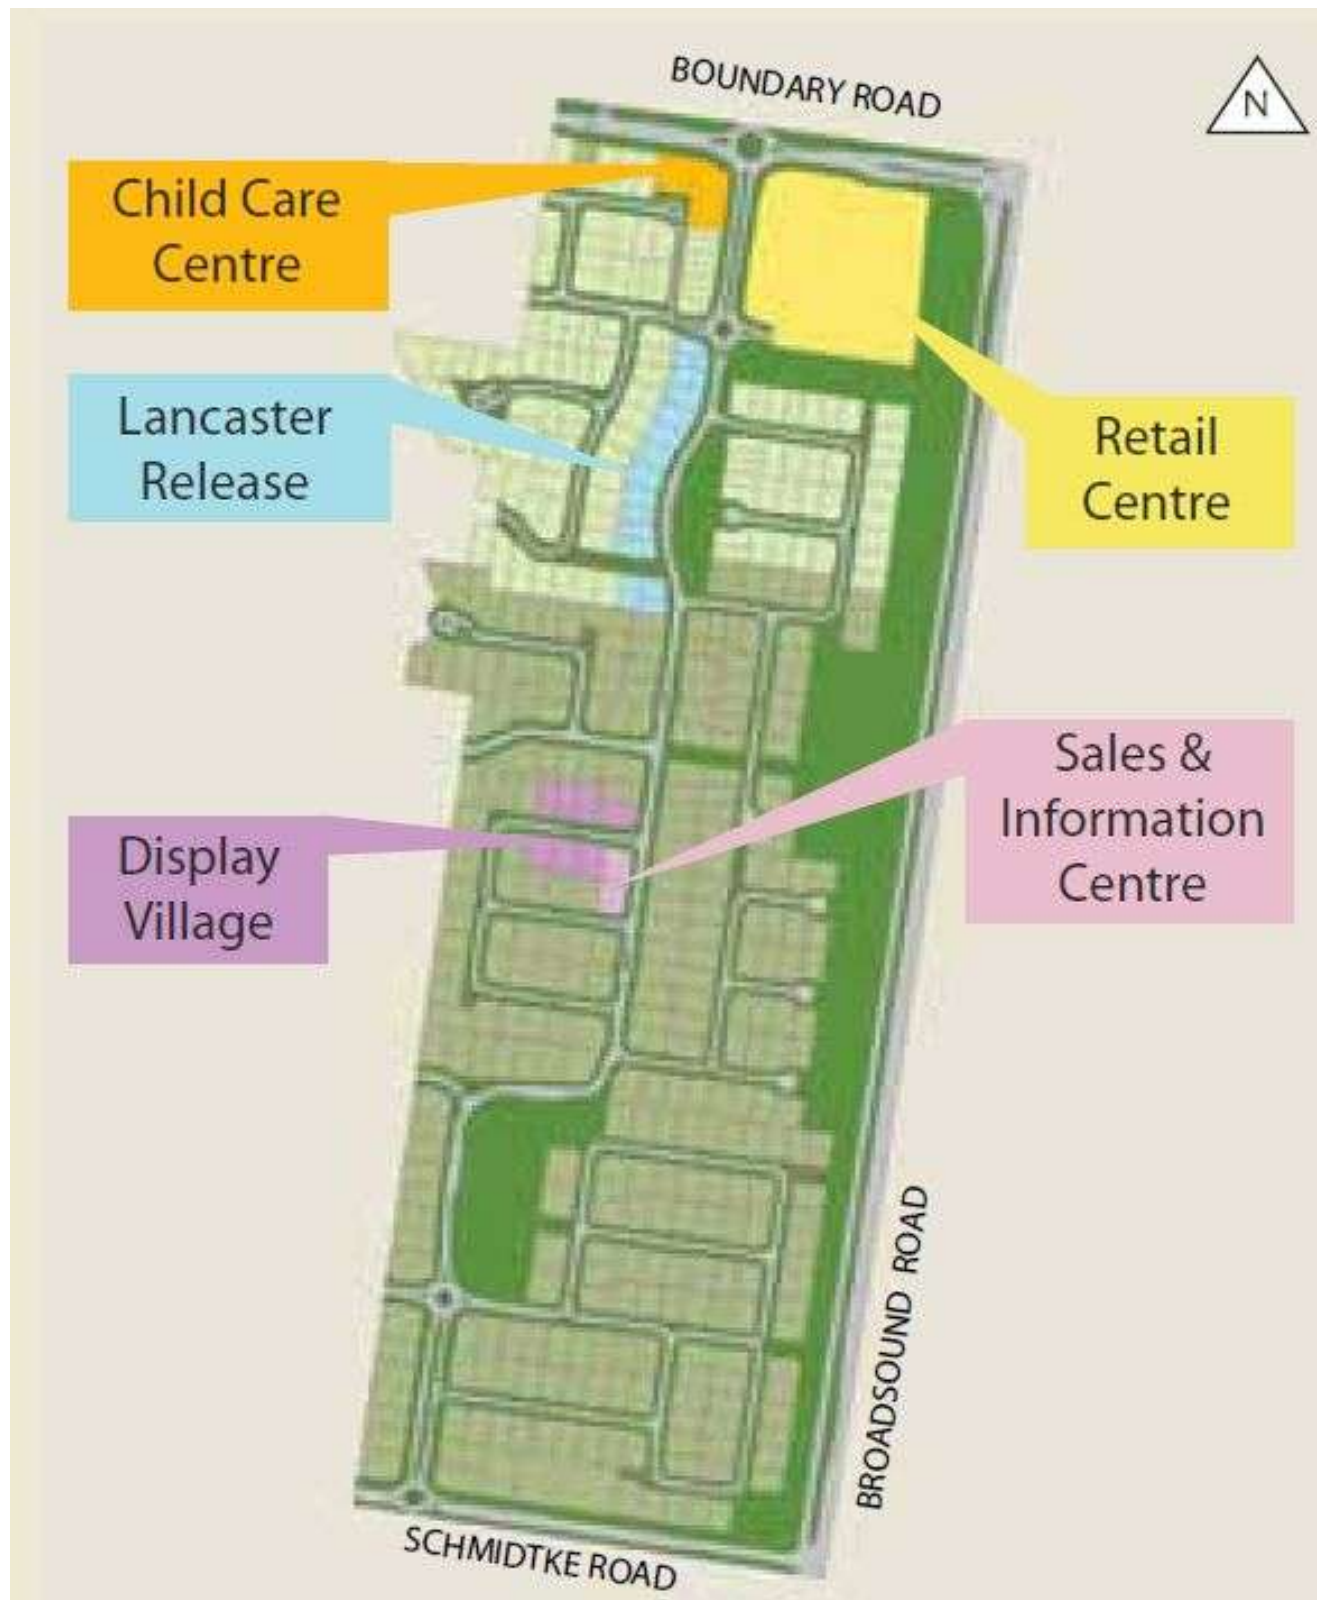 BOUNDARY ROAD
N
Child Care
Centre
Lancaster
Release
Retail
Centre
Sales &
Information
Centre
Display
Village
BROADSOUND ROAD
SCHMIDTKE ROAD